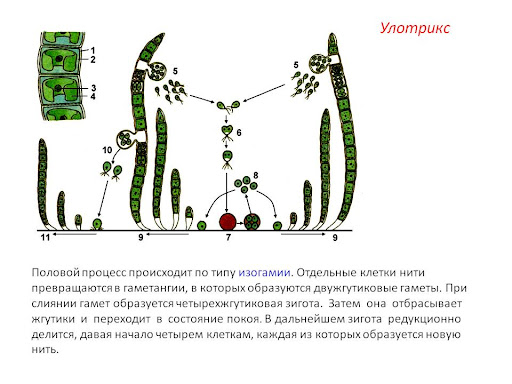 Улотрикс
1
2
3
4
5
5
6
10
8
11
9
7
9
Половой процесс происходит по типу изогамии. Отдельные клетки нити
превращаются в гаметангии, в которых образуются двужгутиковые гаметы. При
слиянии гамет образуется четырехжгутиковая зигота. Затем она отбрасывает
жгутики и переходит в состояние покоя. В дальнейшем зигота редукционно
делится, давая начало четырем клеткам, каждая из которых образует новую
нить.